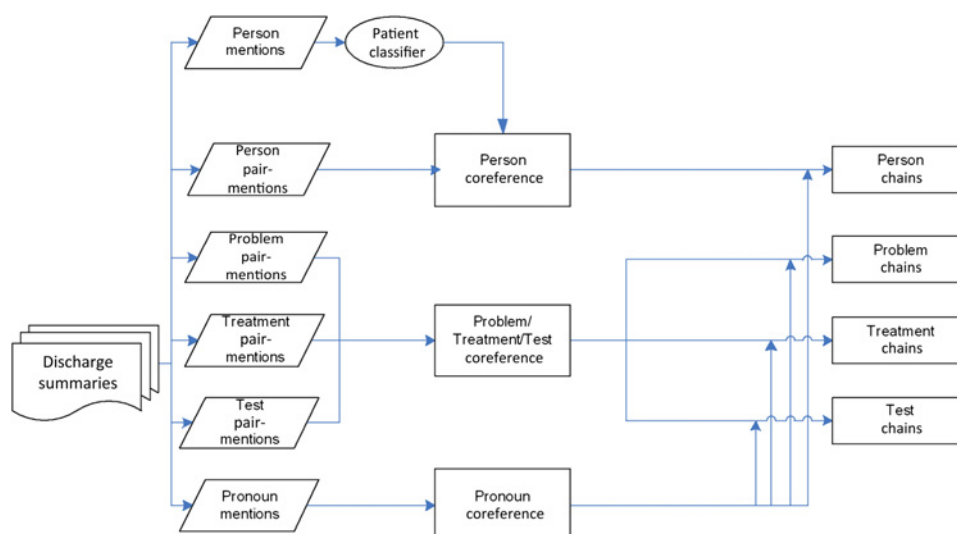 Person
mentions
Patient
classifier
Person
pair-
mentions
Person
coreference
Person
chains
Problem
pair-
mentions
Problem
chains
Discharge
summaries
Treatment
pair-
mentions
Problem/
Treatment/Test
coreference
Treatment
chains
Test
pair-
mentions
Test
chains
Pronoun
mentions
Pronoun
coreference